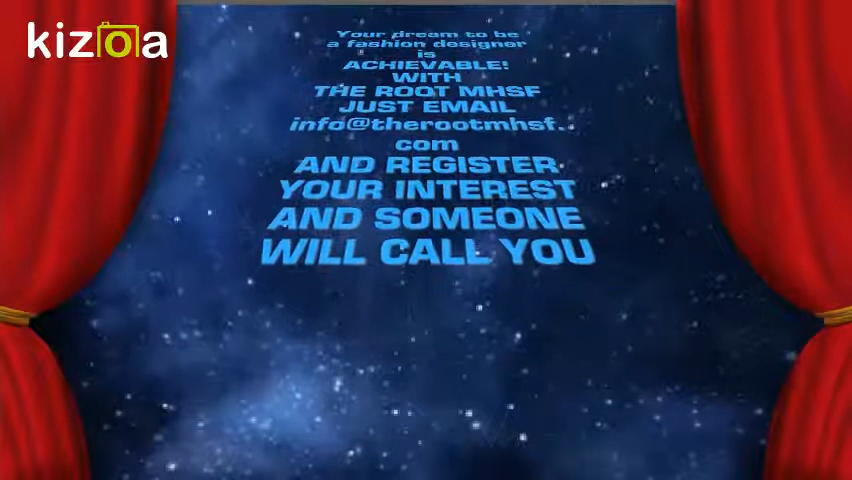 kizoa
Your dream to be
a fashion designer
is
ACHIEVABLE!
WITH
THE ROOT MHSF
JUST EMAIL
info@therootmhsf.
com
AND REGISTER
YOUR INTEREST
AND SOMEONE
WILL CALL YOU